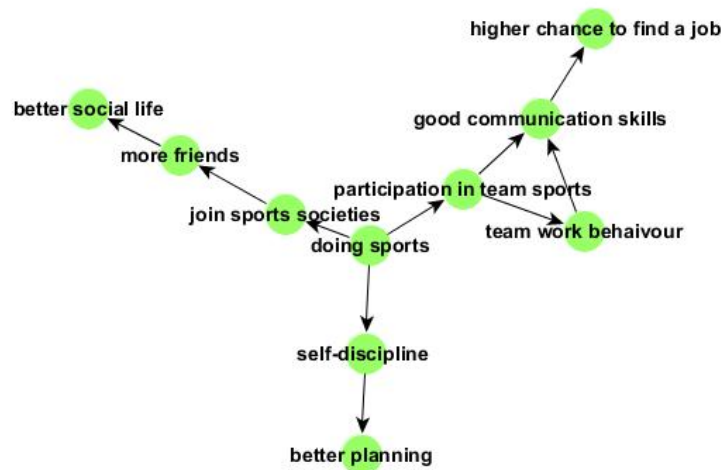 higher chance to find a job
better social life
good communication skills
more friends
participation in team sports
join sports societies
team work behaivour
doing sports
self-discipline
better planning